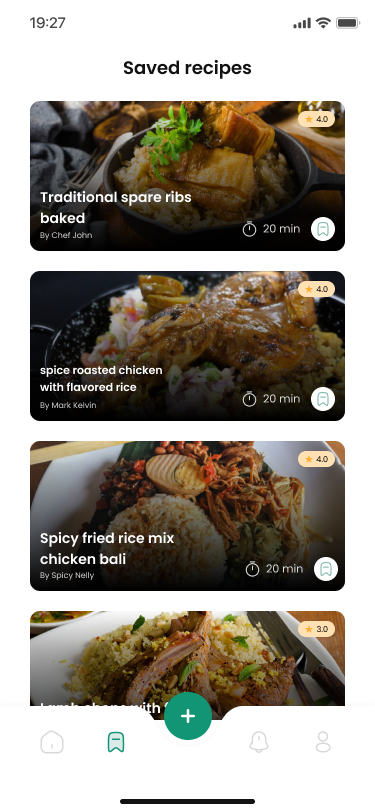 19:27
Saved recipes
4.0
Traditional spare ribs
baked
By Chef John
20 min
4.0
spice roasted chicken
with flavored rice
By Mark Kelvin
20 min
4.0
Spicy fried rice mix
chicken bali
By Spicy Nelly
20 min
3.0
Lamb chops with